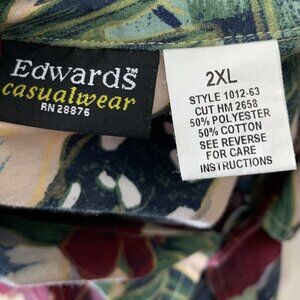 Edwards™
casualwear
RN 28876
2XL
STYLE 1012-63
CUT HM 2658
50% POLYESTER
50% COTTON
SEE REVERSE
FOR CARE
INSTRUCTIONS